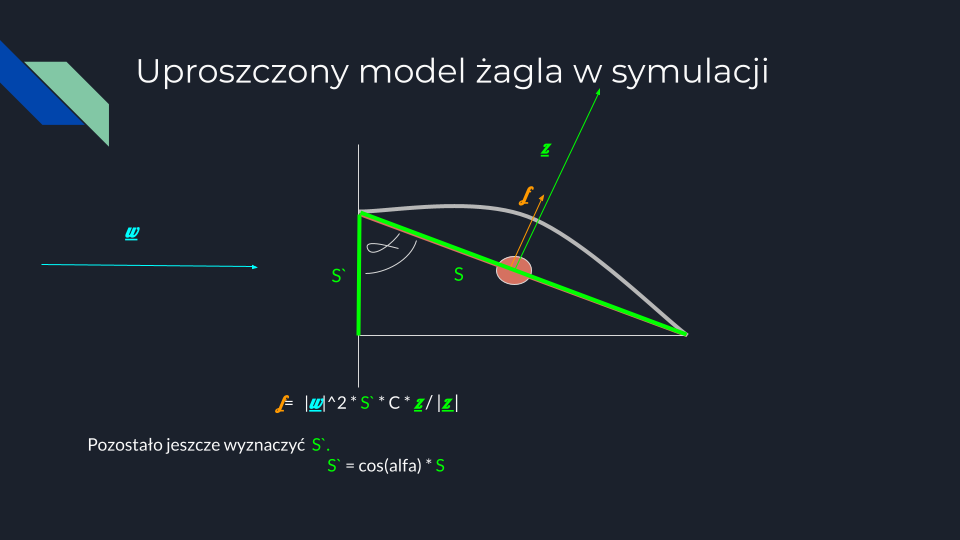 Uproszczony model żagla w symulacji
z
f
w
S`
S
f= |w|^2 * S` * C * z / |z|
Pozostało jeszcze wyznaczyć S`.
S` = cos(alfa) * S